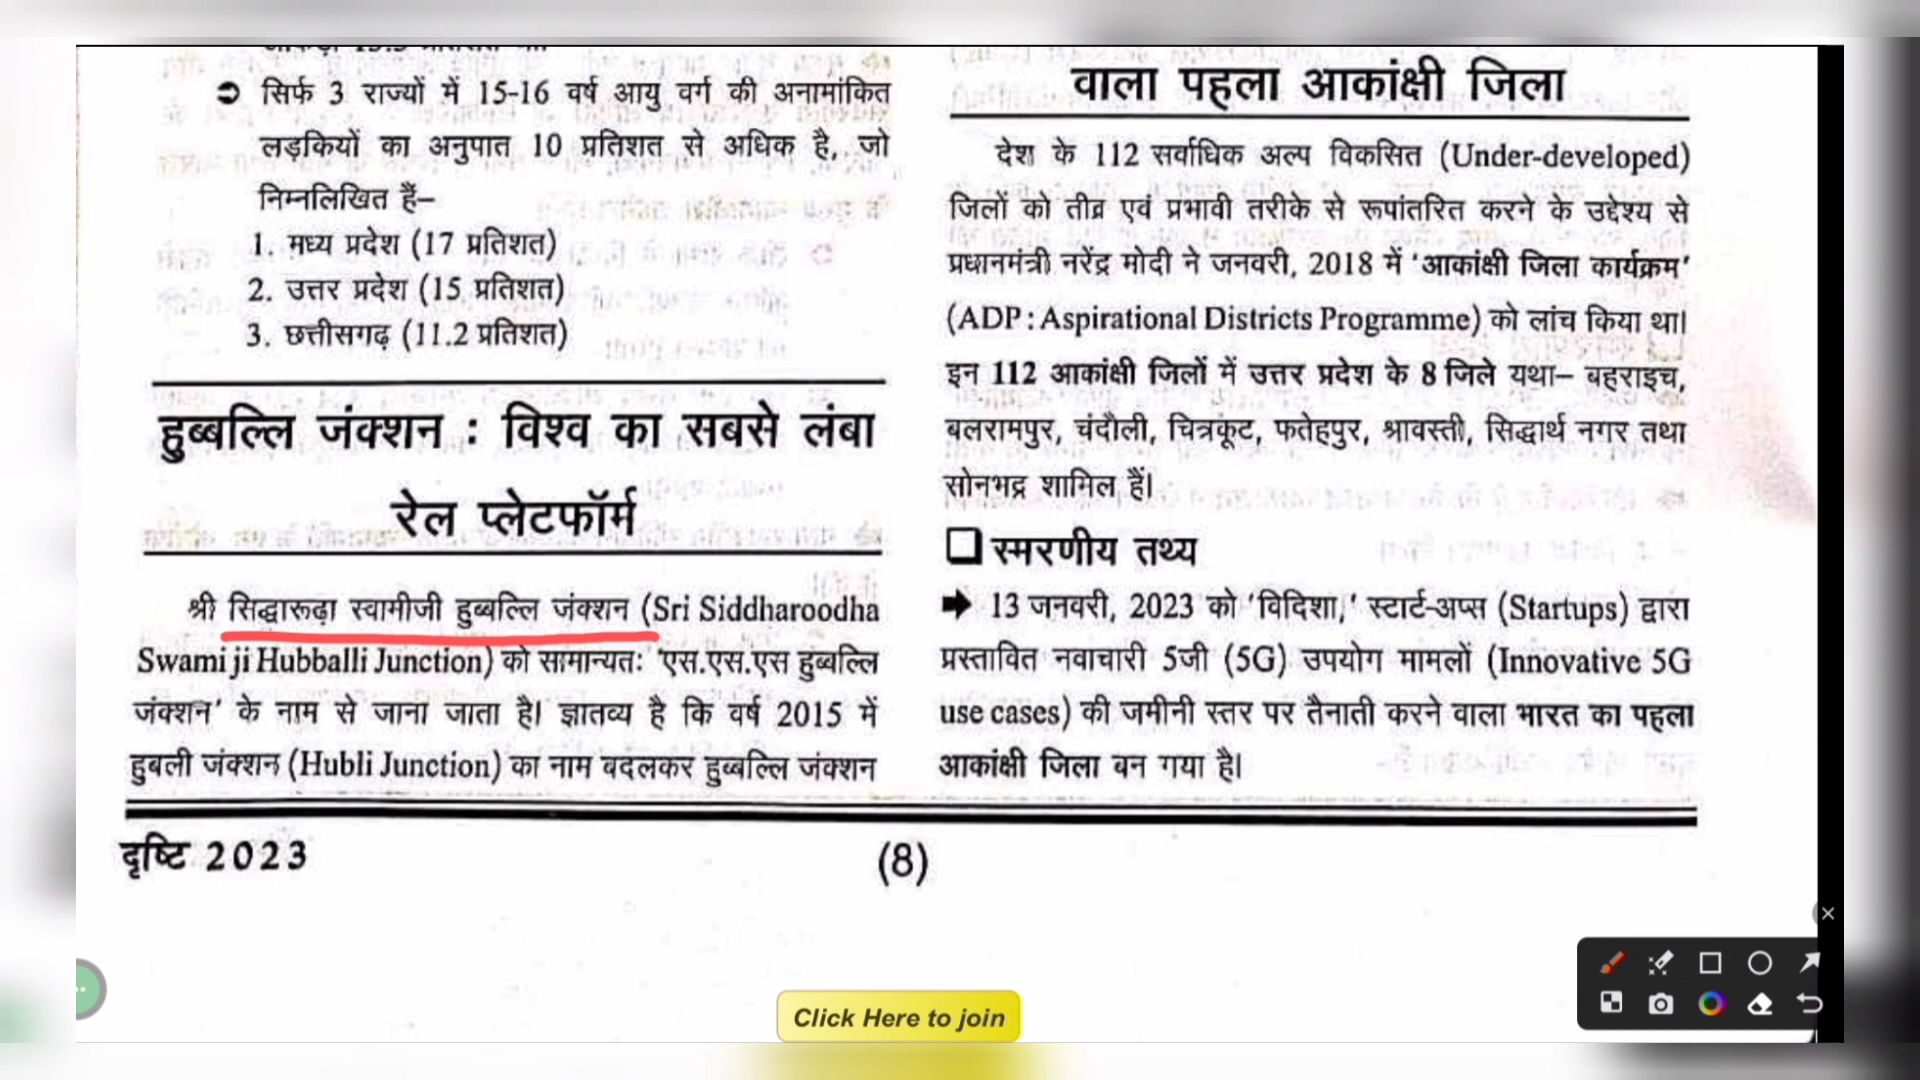 ➲ सिर्फ 3 राज्यों में 15-16 वर्ष आयु वर्ग की अनामांकित
लड़कियों का अनुपात 10 प्रतिशत से अधिक है, जो
निम्नलिखित हैं–
1. मध्य प्रदेश (17 प्रतिशत)
2. उत्तर प्रदेश (15 प्रतिशत)
3. छत्तीसगढ़ (11.2 प्रतिशत)
हुब्बल्लि जंक्शन : विश्व का सबसे लंबा
रेल प्लेटफॉर्म
श्री सिद्धारूढ़ा स्वामीजी हुब्बल्लि जंक्शन (Sri Siddharoodha
Swami ji Hubballi Junction) को सामान्यतः 'एस.एस.एस हुब्बल्लि
जंक्शन' के नाम से जाना जाता है। ज्ञातव्य है कि वर्ष 2015 में
हुबली जंक्शन (Hubli Junction) का नाम बदलकर हुब्बल्लि जंक्शन
वाला पहला आकांक्षी जिला
देश के 112 सर्वाधिक अल्प विकसित (Under-developed)
जिलों को तीव्र एवं प्रभावी तरीके से रूपांतरित करने के उद्देश्य से
प्रधानमंत्री नरेंद्र मोदी ने जनवरी, 2018 में 'आकांक्षी जिला कार्यक्रम'
(ADP : Aspirational Districts Programme) को लांच किया था।
इन 112 आकांक्षी जिलों में उत्तर प्रदेश के 8 जिले यथा– बहराइच,
बलरामपुर, चंदौली, चित्रकूट, फतेहपुर, श्रावस्ती, सिद्धार्थ नगर तथा
सोनभद्र शामिल हैं।
❑ स्मरणीय तथ्य
➡ 13 जनवरी, 2023 को 'विदिशा,' स्टार्ट-अप्स (Startups) द्वारा
प्रस्तावित नवाचारी 5जी (5G) उपयोग मामलों (Innovative 5G
use cases) की जमीनी स्तर पर तैनाती करने वाला भारत का पहला
आकांक्षी जिला बन गया है।
दृष्टि 2023
(8)
Click Here to join